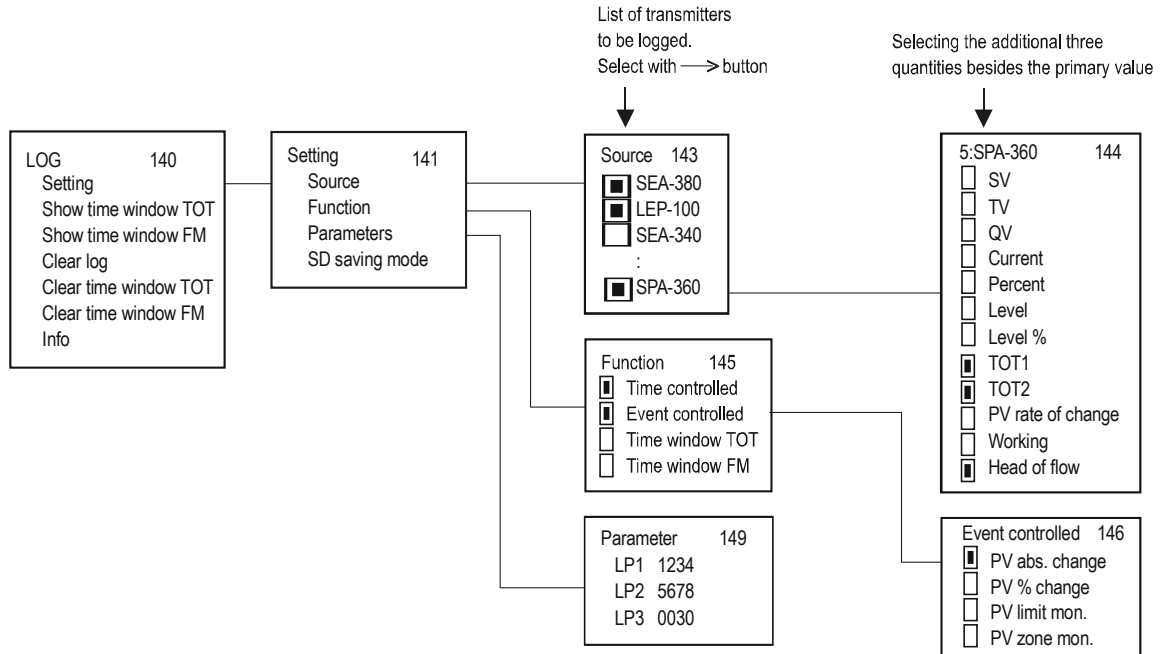 List of transmitters
to be logged.
Select with ⟶ button
Selecting the additional three
quantities besides the primary value
LOG 140
Setting
Show time window TOT
Show time window FM
Clear log
Clear time window TOT
Clear time window FM
Info
Setting 141
Source
Function
Parameters
SD saving mode
Source 143
SEA-380
LEP-100
SEA-340
:
SPA-360
5:SPA-360 144
SV
TV
QV
Current
Percent
Level
Level %
TOT1
TOT2
PV rate of change
Working
Head of flow
Function 145
Time controlled
Event controlled
Time window TOT
Time window FM
Parameter 149
LP1 1234
LP2 5678
LP3 0030
Event controlled 146
PV abs. change
PV % change
PV limit mon.
PV zone mon.